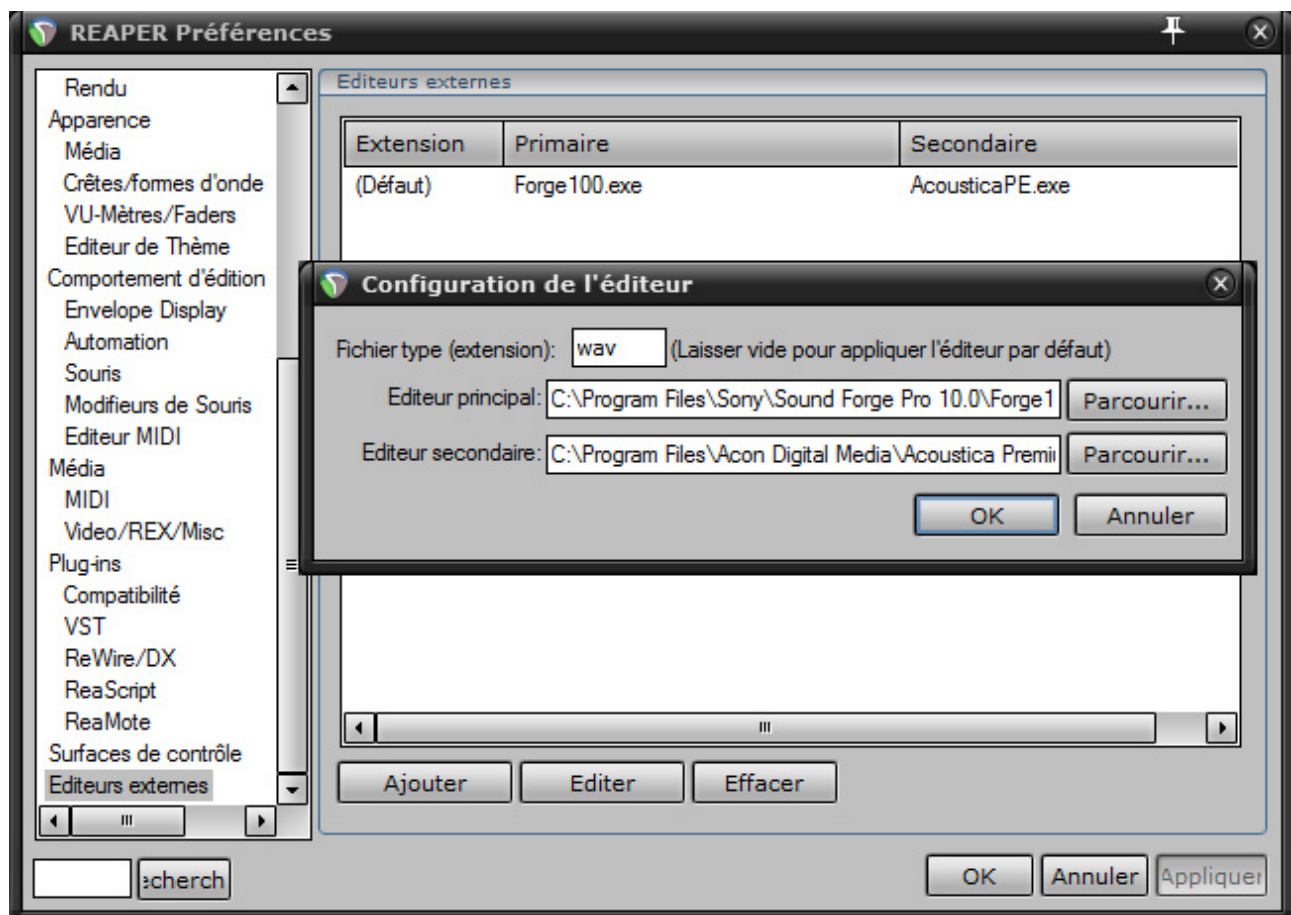 REAPER Préférences
Rendu
Apparence
Média
Crêtes/formes d'onde
VU-Mètres/Faders
Editeur de Thème
Comportement d'édition
Envelope Display
Automation
Souris
Modifieurs de Souris
Editeur MIDI
Média
MIDI
Video/REX/Misc
Plug-ins
Compatibilité
VST
ReWire/DX
ReaScript
ReaMote
Surfaces de contrôle
Editeurs externes
Editeurs externes
Extension Primaire Secondaire
(Défaut) Forge100.exe AcousticaPE.exe
Configuration de l'éditeur
Fichier type (extension): wav (Laisser vide pour appliquer l'éditeur par défaut)
Editeur principal: C:\Program Files\Sony\Sound Forge Pro 10.0\Forge1 Parcourir...
Editeur secondaire: C:\Program Files\Acon Digital Media\Acoustica Premi Parcourir...
OK Annuler
Ajouter Editer Effacer
echerch OK Annuler Appliquer